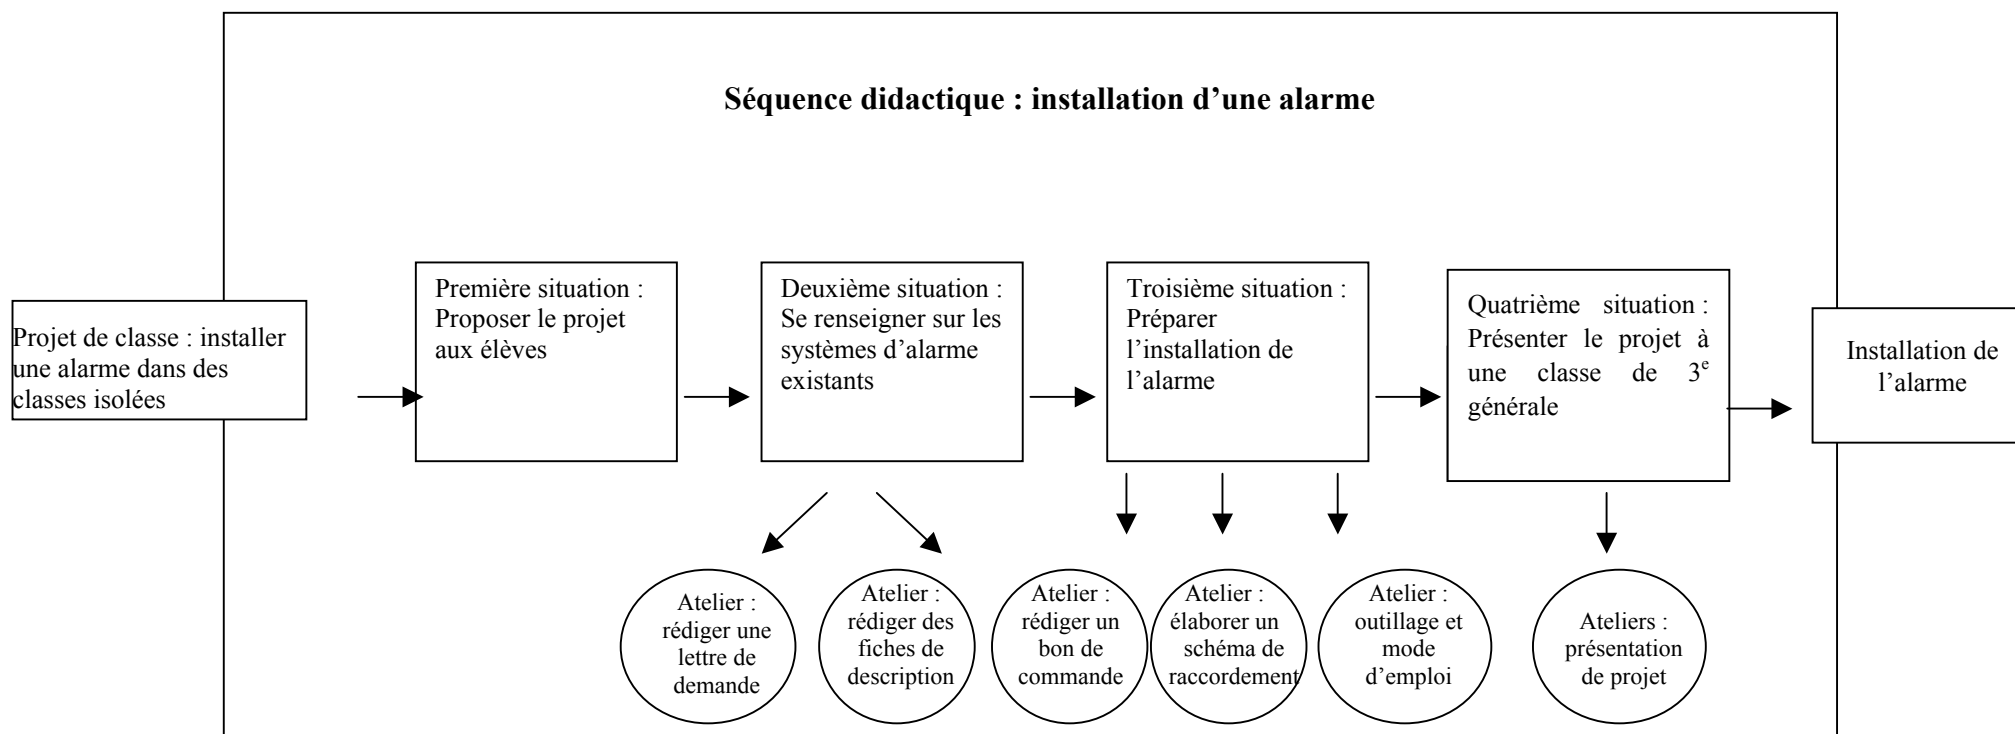 Séquence didactique : installation d’une alarme
Projet de classe : installer
une alarme dans des
classes isolées
Première situation :
Proposer le projet
aux élèves
Deuxième situation :
Se renseigner sur les
systèmes d’alarme
existants
Troisième situation :
Préparer
l’installation de
l’alarme
Quatrième situation :
Présenter le projet à
une classe de 3e
générale
Installation de
l’alarme
Atelier :
rédiger une
lettre de
demande
Atelier :
rédiger des
fiches de
description
Atelier :
rédiger un
bon de
commande
Atelier :
élaborer un
schéma de
raccordement
Atelier :
outillage et
mode
d’emploi
Ateliers :
présentation
de projet